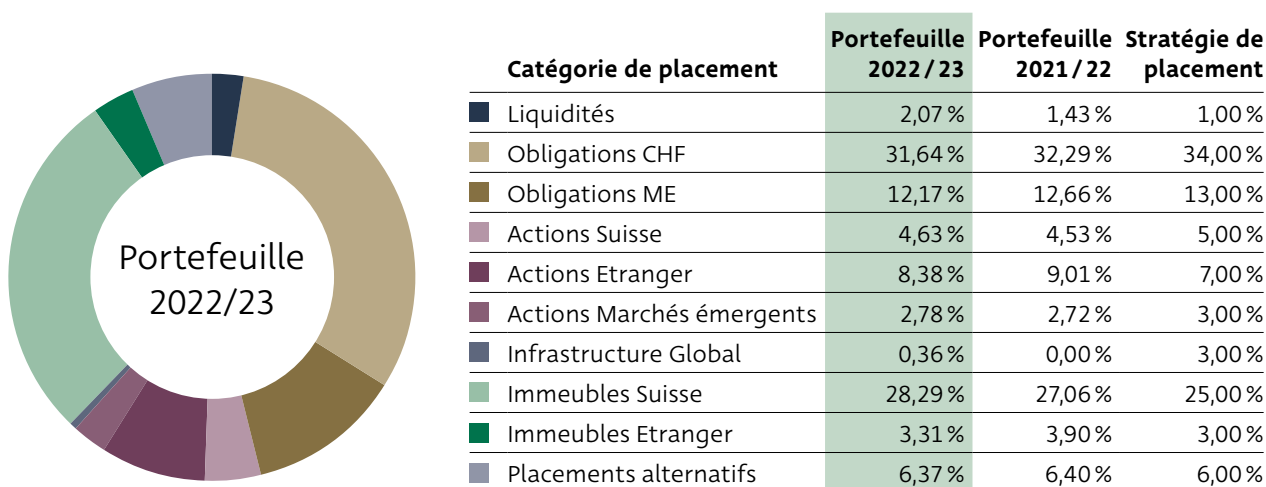 Portefeuille
2022/23
Portefeuille Portefeuille Stratégie de
Catégorie de placement 2022/23 2021/22 placement
Liquidités 2,07 % 1,43 % 1,00 %
Obligations CHF 31,64 % 32,29 % 34,00 %
Obligations ME 12,17 % 12,66 % 13,00 %
Actions Suisse 4,63 % 4,53 % 5,00 %
Actions Etranger 8,38 % 9,01 % 7,00 %
Actions Marchés émergents 2,78 % 2,72 % 3,00 %
Infrastructure Global 0,36 % 0,00 % 3,00 %
Immeubles Suisse 28,29 % 27,06 % 25,00 %
Immeubles Etranger 3,31 % 3,90 % 3,00 %
Placements alternatifs 6,37 % 6,40 % 6,00 %